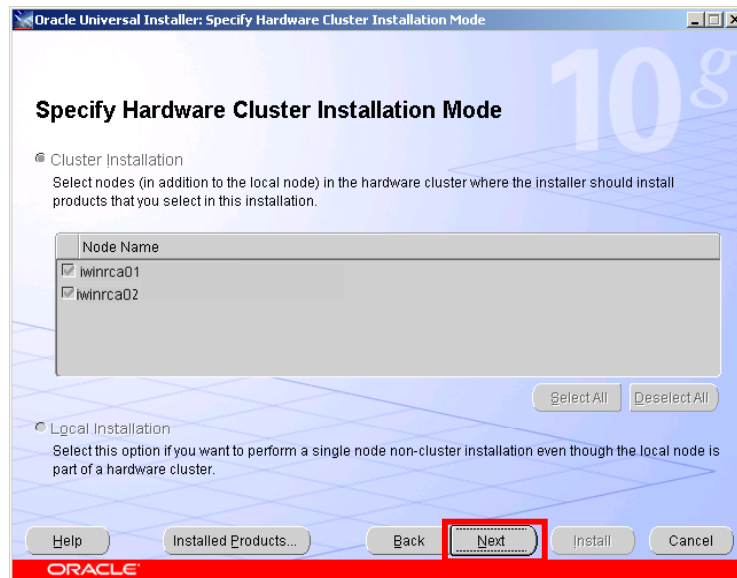 Oracle Universal Installer: Specify Hardware Cluster Installation Mode
10g
Specify Hardware Cluster Installation Mode
Cluster Installation
Select nodes (in addition to the local node) in the hardware cluster where the installer should install
products that you select in this installation.
Node Name
iwinrca01
iwinrca02
Select All Deselect All
Local Installation
Select this option if you want to perform a single node non-cluster installation even though the local node is
part of a hardware cluster.
Help Installed Products... Back Next Install Cancel
ORACLE